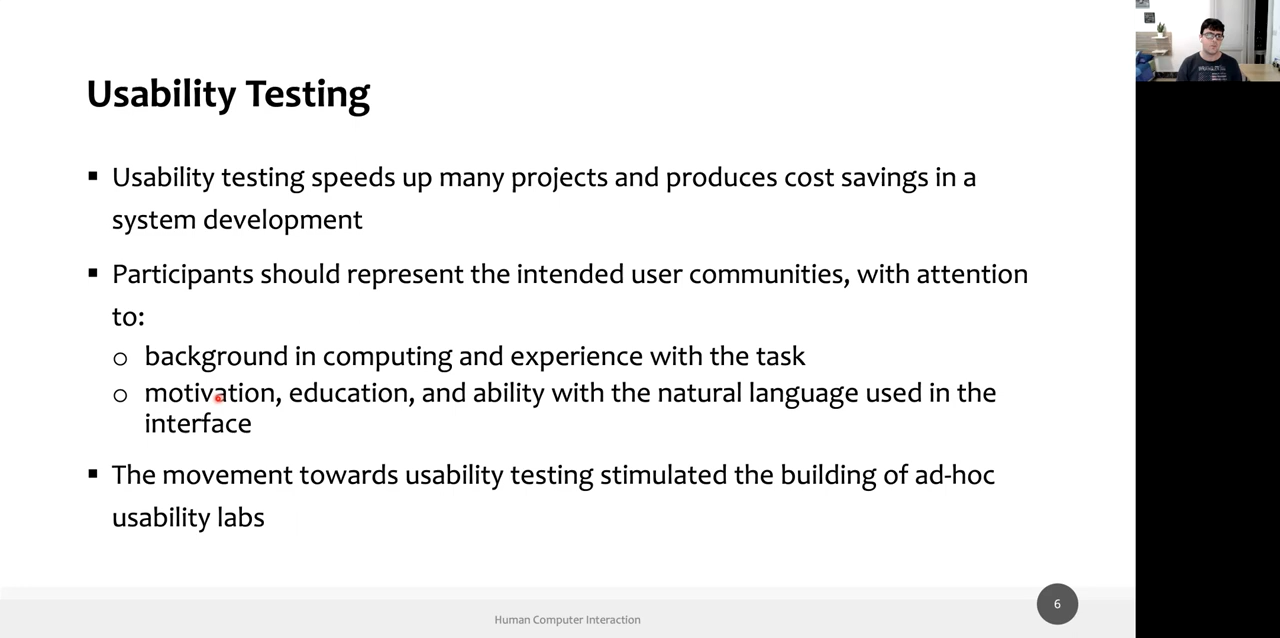 Usability Testing
▪ Usability testing speeds up many projects and produces cost savings in a
system development
▪ Participants should represent the intended user communities, with attention
to:
o background in computing and experience with the task
o motivation, education, and ability with the natural language used in the
interface
▪ The movement towards usability testing stimulated the building of ad-hoc
usability labs
6
Human Computer Interaction